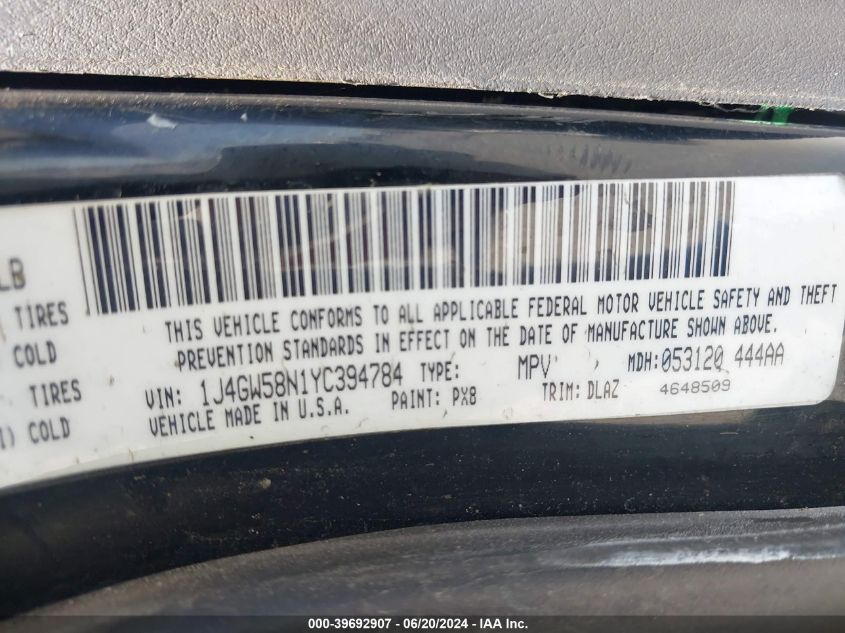 LB
TIRES
COLD
TIRES
) COLD
THIS VEHICLE CONFORMS TO ALL APPLICABLE FEDERAL MOTOR VEHICLE SAFETY AND THEFT
PREVENTION STANDARDS IN EFFECT ON THE DATE OF MANUFACTURE SHOWN ABOVE.
VIN: 1J4GW58N1YC394784 TYPE: MPV MDH: 053120 444AA
VEHICLE MADE IN U.S.A. PAINT: PX8 TRIM: DLAZ 4648509
000-39692907 - 06/20/2024 - IAA Inc.